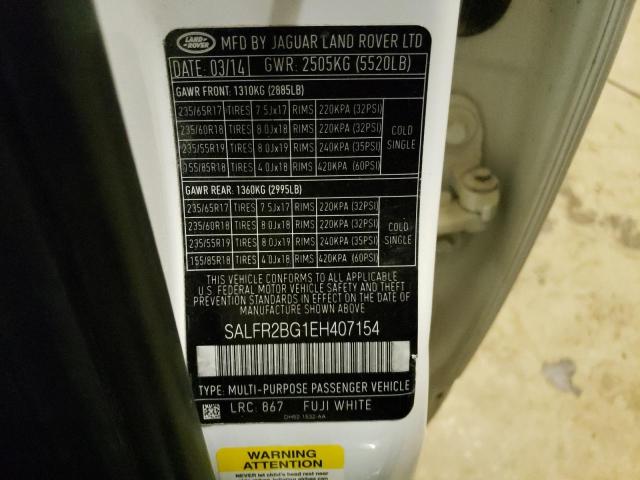 LAND-ROVER MFD BY JAGUAR LAND ROVER LTD
DATE: 03/14 GWR: 2505KG (5520LB)
GAWR FRONT: 1310KG (2885LB)
235/65R17 TIRES 7.5Jx17 RIMS 220KPA (32PSI)
235/60R18 TIRES 8.0Jx18 RIMS 220KPA (32PSI)
235/55R19 TIRES 8.0Jx19 RIMS 240KPA (35PSI)
155/85R18 TIRES 4.0Jx18 RIMS 420KPA (60PSI)
COLD
SINGLE
GAWR REAR: 1360KG (2995LB)
235/65R17 TIRES 7.5Jx17 RIMS 220KPA (32PSI)
235/60R18 TIRES 8.0Jx18 RIMS 220KPA (32PSI)
235/55R19 TIRES 8.0Jx19 RIMS 240KPA (35PSI)
155/85R18 TIRES 4.0Jx18 RIMS 420KPA (60PSI)
COLD
SINGLE
THIS VEHICLE CONFORMS TO ALL APPLICABLE
U.S. FEDERAL MOTOR VEHICLE SAFETY AND THEFT
PREVENTION STANDARDS IN EFFECT ON THE DATE OF
MANUFACTURE SHOWN ABOVE
SALFR2BG1EH407154
TYPE: MULTI-PURPOSE PASSENGER VEHICLE
LRC: 867 FUJI WHITE
WARNING
ATTENTION
NEVER let child's head rest near